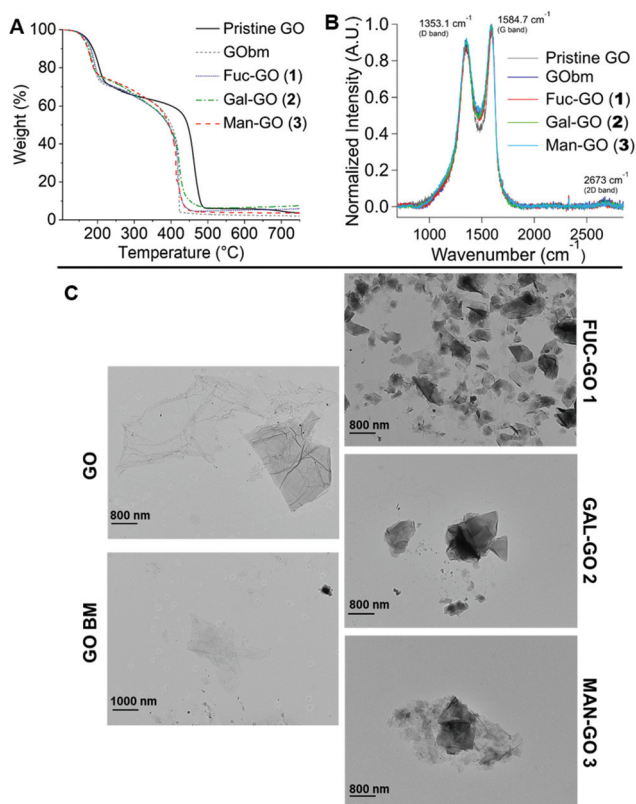 A
Pristine GO
GObm
Fuc-GO (1)
Gal-GO (2)
Man-GO (3)
Weight (%)
100
80
60
40
20
0
100 200 300 400 500 600 700
Temperature (°C)
B
1353.1 cm⁻¹
(D band)
1584.7 cm⁻¹
(G band)
Pristine GO
GObm
Fuc-GO (1)
Gal-GO (2)
Man-GO (3)
2673 cm⁻¹
(2D band)
Normalized Intensity (A.U.)
1.0
0.8
0.6
0.4
0.2
0.0
1000 1500 2000 2500
Wavenumber (cm⁻¹)
C
GO
800 nm
GO BM
1000 nm
FUC-GO 1
800 nm
GAL-GO 2
800 nm
MAN-GO 3
800 nm